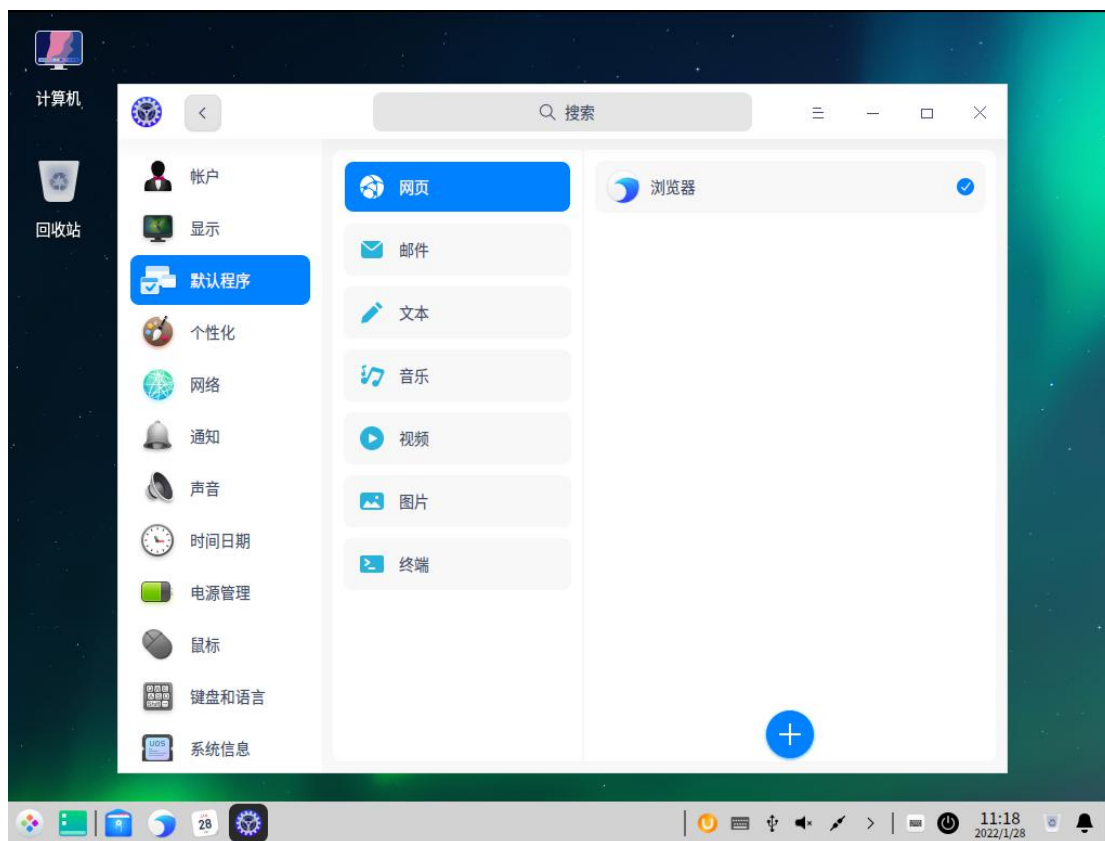 计算机
回收站
搜索
帐户
显示
默认程序
个性化
网络
通知
声音
时间日期
电源管理
鼠标
键盘和语言
UOS
系统信息
网页
邮件
文本
音乐
视频
图片
终端
浏览器
28
11:18
2022/1/28